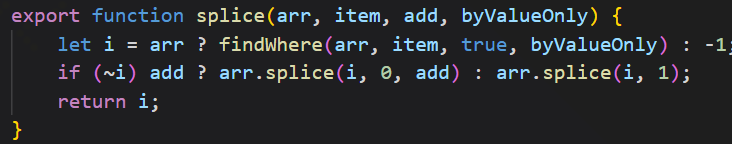 export function splice(arr, item, add, byValueOnly) {
    let i = arr ? findWhere(arr, item, true, byValueOnly) : -1;
    if (~i) add ? arr.splice(i, 0, add) : arr.splice(i, 1);
    return i;
}